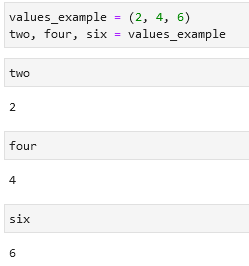 values_example = (2, 4, 6)
two, four, six = values_example
two
2
four
4
six
6